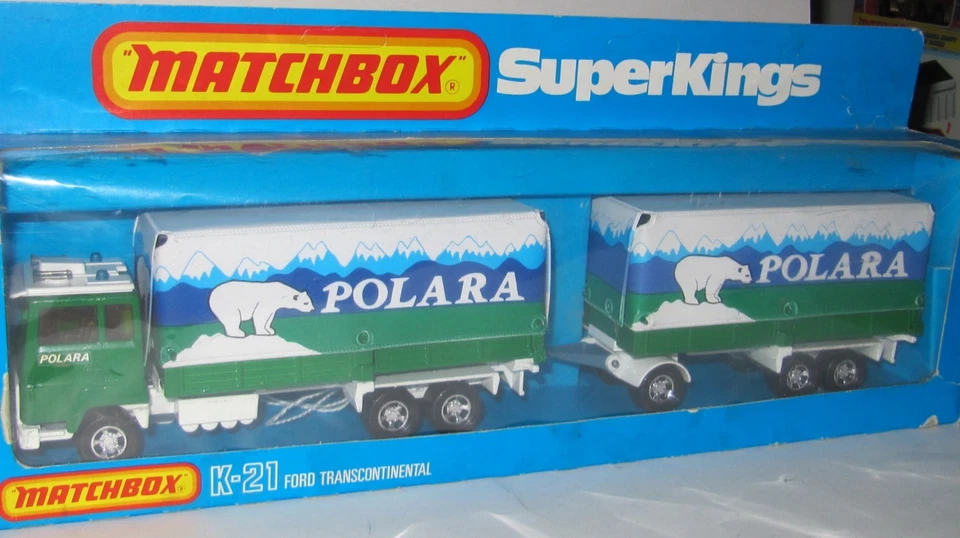 "MATCHBOX"® SuperKings
POLARA
POLARA
POLARA
"MATCHBOX"® K-21 FORD TRANSCONTINENTAL